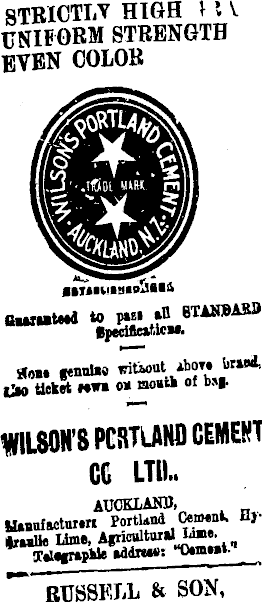 STRICTLY HIGH
UNIFORM STRENGTH
EVEN COLOR
WILSON'S PORTLAND CEMENT
TRADE MARK.
AUCKLAND, N.Z.
Guaranteed to pass all STANDARD
Specifications.
None genuine without above brand,
also ticket sewn on mouth of bag.
WILSON'S PORTLAND CEMENT
CO LTD.,
AUCKLAND,
Manufacturers Portland Cement, Hy-
draulic Lime, Agricultural Lime.
Telegraphic address: "Cement."
RUSSELL & SON,